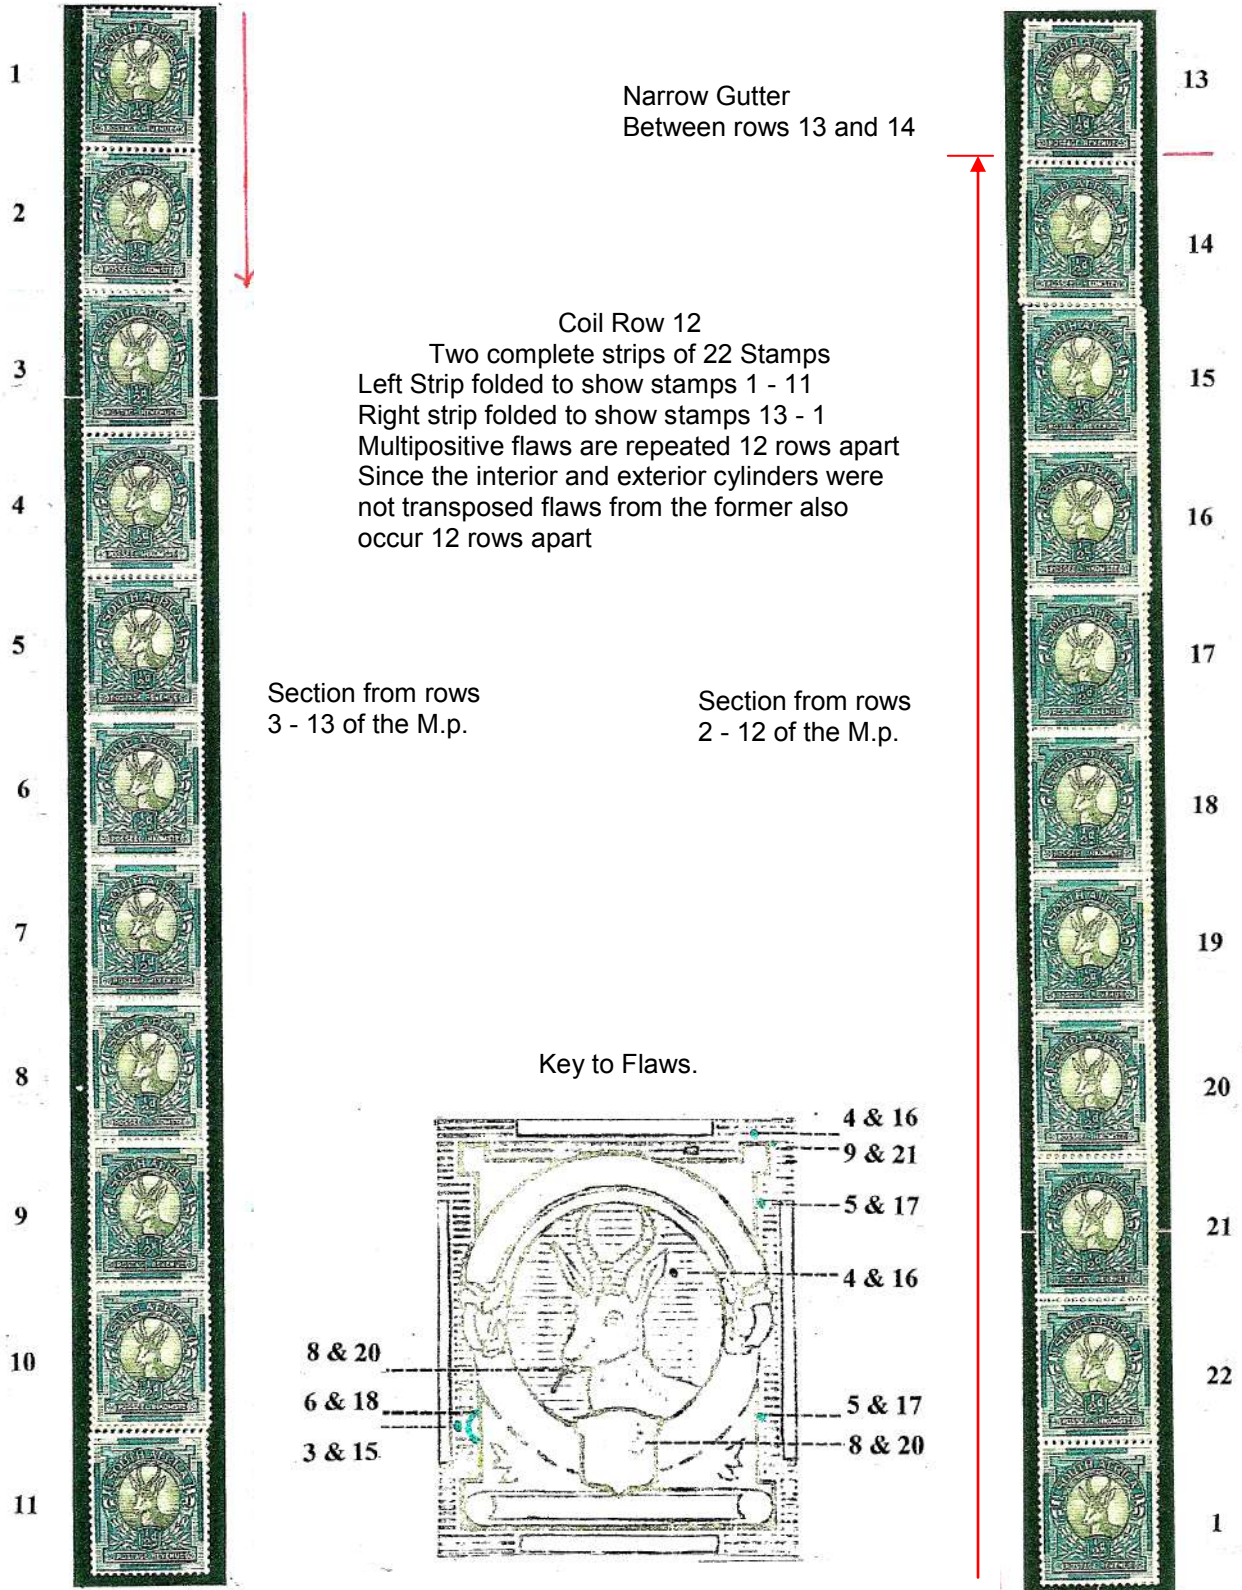 1
2
3
4
5
6
7
8
9
10
11
Narrow Gutter
Between rows 13 and 14
Coil Row 12
Two complete strips of 22 Stamps
Left Strip folded to show stamps 1 - 11
Right strip folded to show stamps 13 - 1
Multipositive flaws are repeated 12 rows apart
Since the interior and exterior cylinders were
not transposed flaws from the former also
occur 12 rows apart
Section from rows
3 - 13 of the M.p.
Section from rows
2 - 12 of the M.p.
Key to Flaws.
4 & 16
9 & 21
5 & 17
4 & 16
8 & 20
6 & 18
3 & 15
5 & 17
8 & 20
13
14
15
16
17
18
19
20
21
22
1
SOUTH AFRICA
POSTAGE REVENUE
SUID AFRIKA